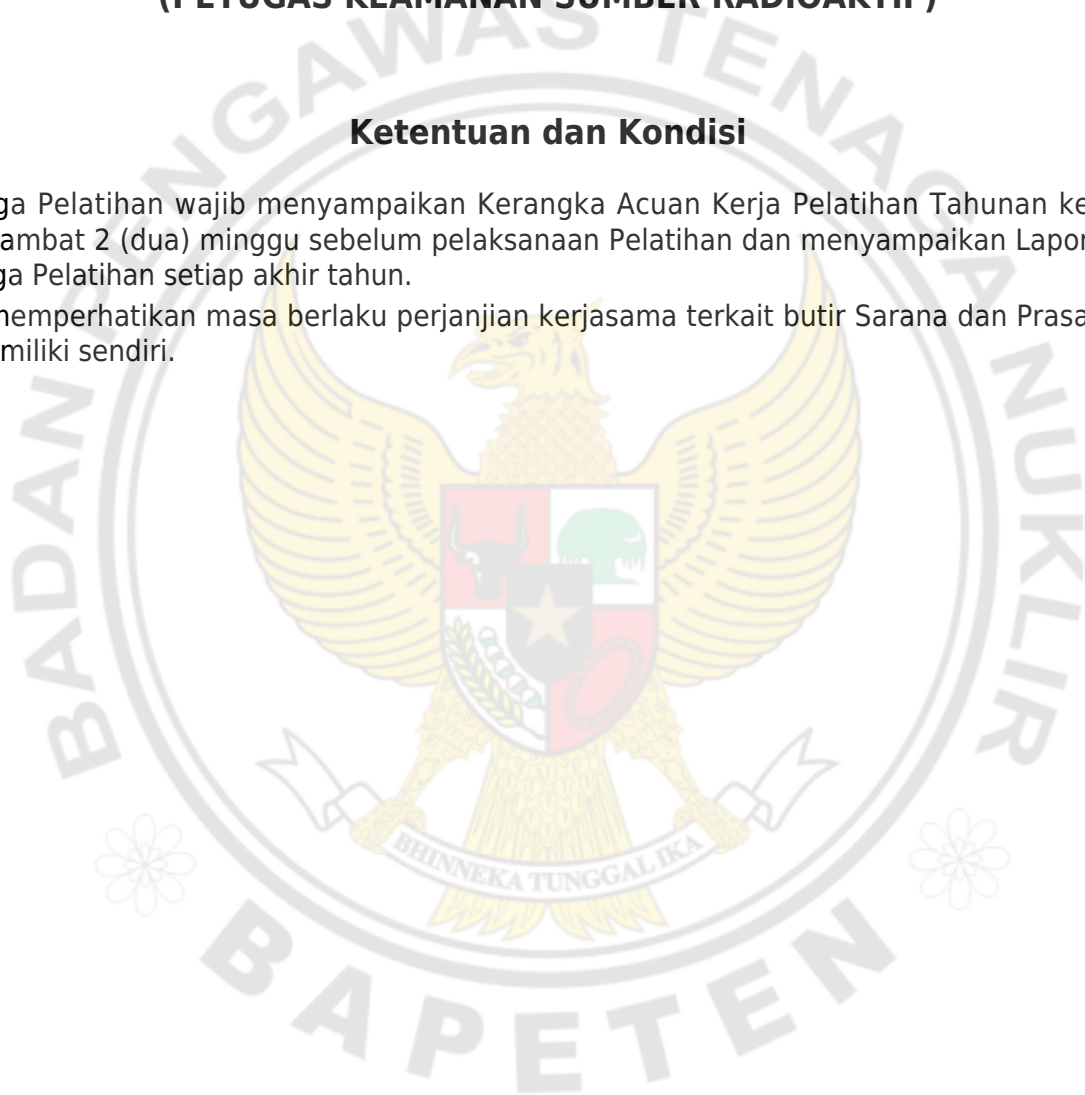 (PETUGAS KEAMANAN SUMBER RADIOAKTIF)
Ketentuan dan Kondisi
ga Pelatihan wajib menyampaikan Kerangka Acuan Kerja Pelatihan Tahunan ke
ambat 2 (dua) minggu sebelum pelaksanaan Pelatihan dan menyampaikan Lapor
ga Pelatihan setiap akhir tahun.
memperhatikan masa berlaku perjanjian kerjasama terkait butir Sarana dan Prasa
miliki sendiri.
BADAN PENGAWAS TENAGA NUKLIR
BHINNEKA TUNGGAL IKA
BAPETEN